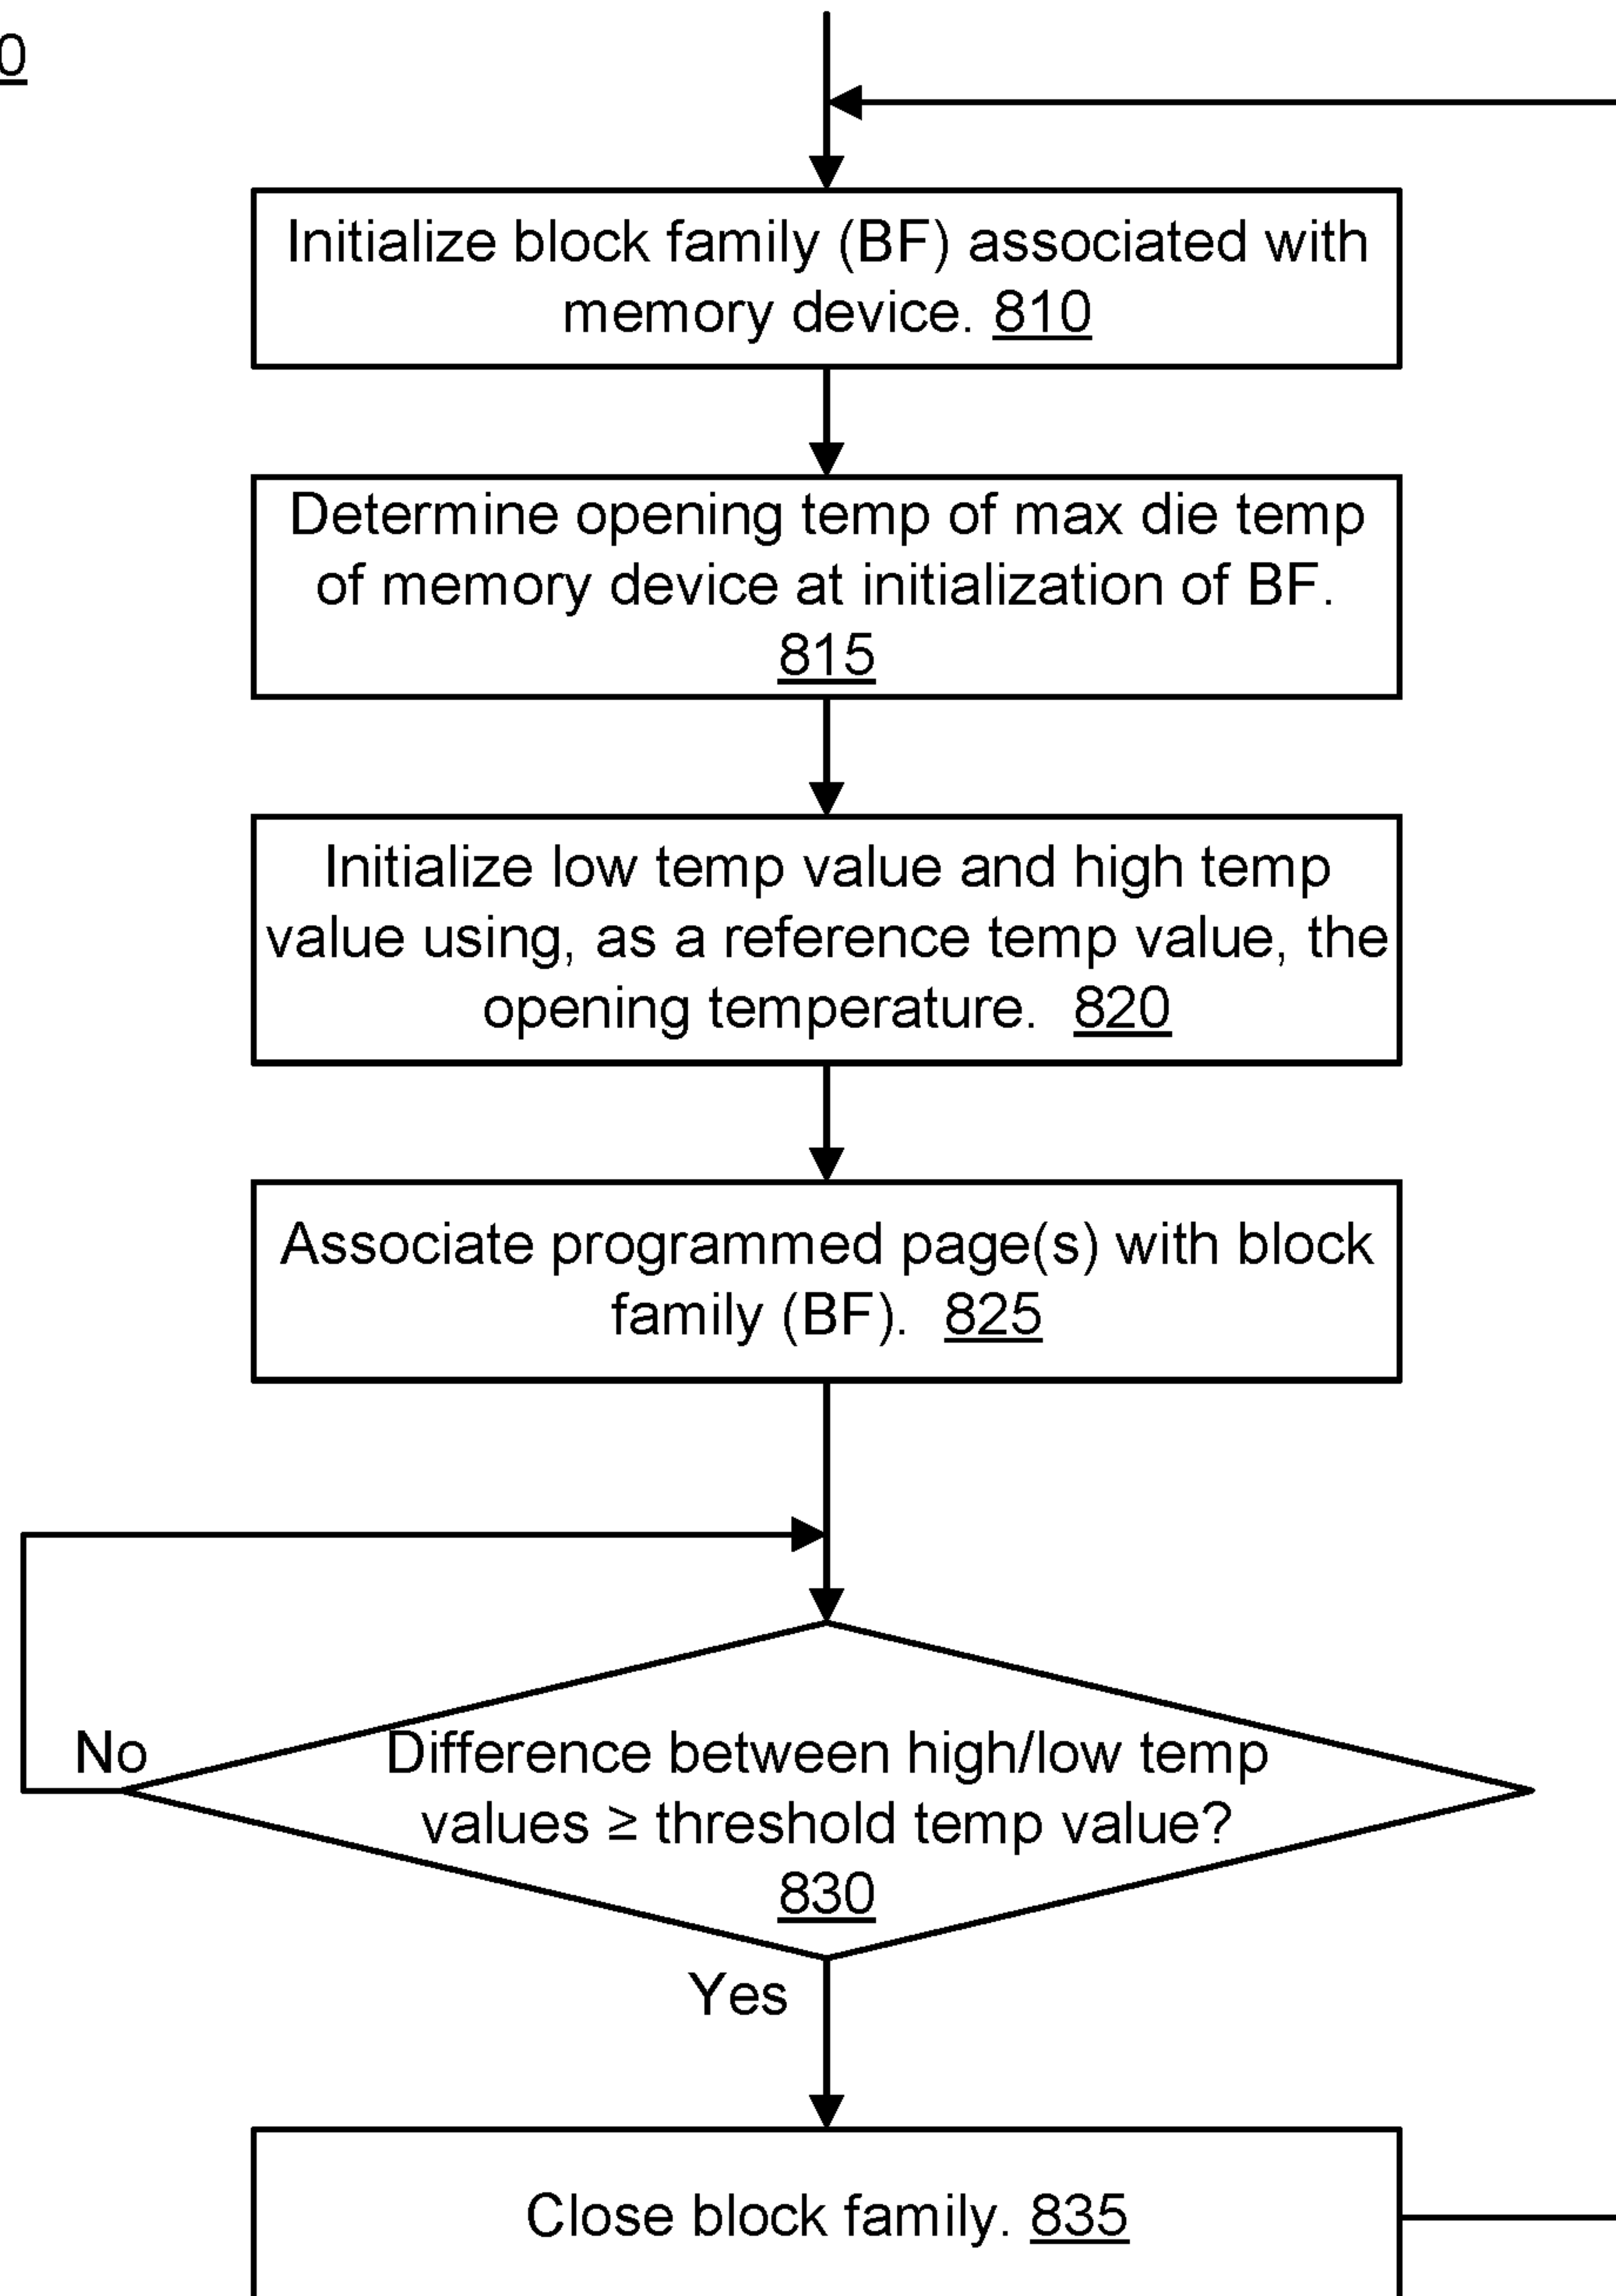 0
Initialize block family (BF) associated with
memory device. 810
Determine opening temp of max die temp
of memory device at initialization of BF.
815
Initialize low temp value and high temp
value using, as a reference temp value, the
opening temperature. 820
Associate programmed page(s) with block
family (BF). 825
No
Difference between high/low temp
values ≥ threshold temp value?
830
Yes
Close block family. 835